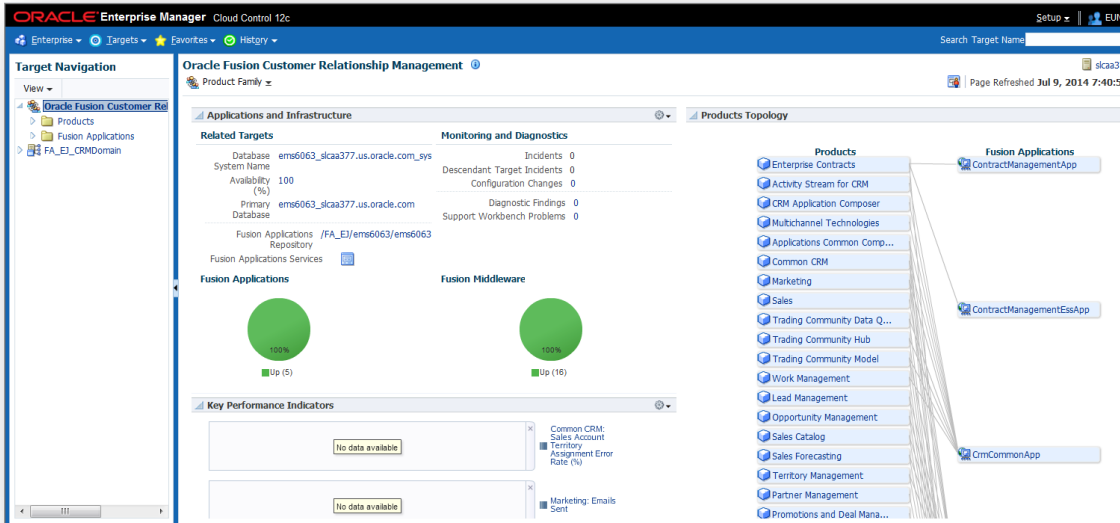 ORACLE Enterprise Manager Cloud Control 12c
Setup
Enterprise Targets Favorites History
Search Target Name
Target Navigation
View
Oracle Fusion Customer Rel
Products
Fusion Applications
FA_EJ_CRMDomain
Oracle Fusion Customer Relationship Management
Product Family
slcaa3
Page Refreshed Jul 9, 2014 7:40:5
Applications and Infrastructure
Related Targets
Database System Name ems6063_slcaa377.us.oracle.com_sys
Availability (%) 100
Primary Database ems6063_slcaa377.us.oracle.com
Fusion Applications Repository /FA_EJ/ems6063/ems6063
Fusion Applications Services
Monitoring and Diagnostics
Incidents 0
Descendant Target Incidents 0
Configuration Changes 0
Diagnostic Findings 0
Support Workbench Problems 0
Fusion Applications
100%
Up (5)
Fusion Middleware
100%
Up (16)
Key Performance Indicators
No data available
Common CRM:
Sales Account
Territory
Assignment Error
Rate (%)
No data available
Marketing: Emails
Sent
Products Topology
Products
Enterprise Contracts
Activity Stream for CRM
CRM Application Composer
Multichannel Technologies
Applications Common Comp...
Common CRM
Marketing
Sales
Trading Community Data Q...
Trading Community Hub
Trading Community Model
Work Management
Lead Management
Opportunity Management
Sales Catalog
Sales Forecasting
Territory Management
Partner Management
Promotions and Deal Mana...
Fusion Applications
ContractManagementApp
ContractManagementEssApp
CrmCommonApp